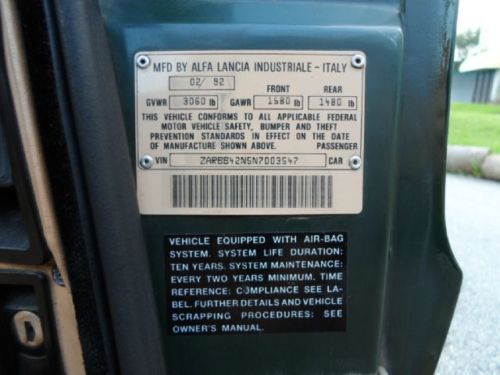 MFD BY ALFA LANCIA INDUSTRIALE - ITALY
02/ 92 FRONT REAR
GVWR 3060 lb GAWR 1580 lb 1480 lb
THIS VEHICLE CONFORMS TO ALL APPLICABLE FEDERAL
MOTOR VEHICLE SAFETY, BUMPER AND THEFT
PREVENTION STANDARDS IN EFFECT ON THE DATE
OF MANUFACTURE SHOWN ABOVE. PASSENGER
VIN ZARBB42N5N7003547 CAR
VEHICLE EQUIPPED WITH AIR-BAG
SYSTEM. SYSTEM LIFE DURATION:
TEN YEARS. SYSTEM MAINTENANCE:
EVERY TWO YEARS MINIMUM. TIME
REFERENCE: COMPLIANCE SEE LA-
BEL. FURTHER DETAILS AND VEHICLE
SCRAPPING PROCEDURES: SEE
OWNER'S MANUAL.